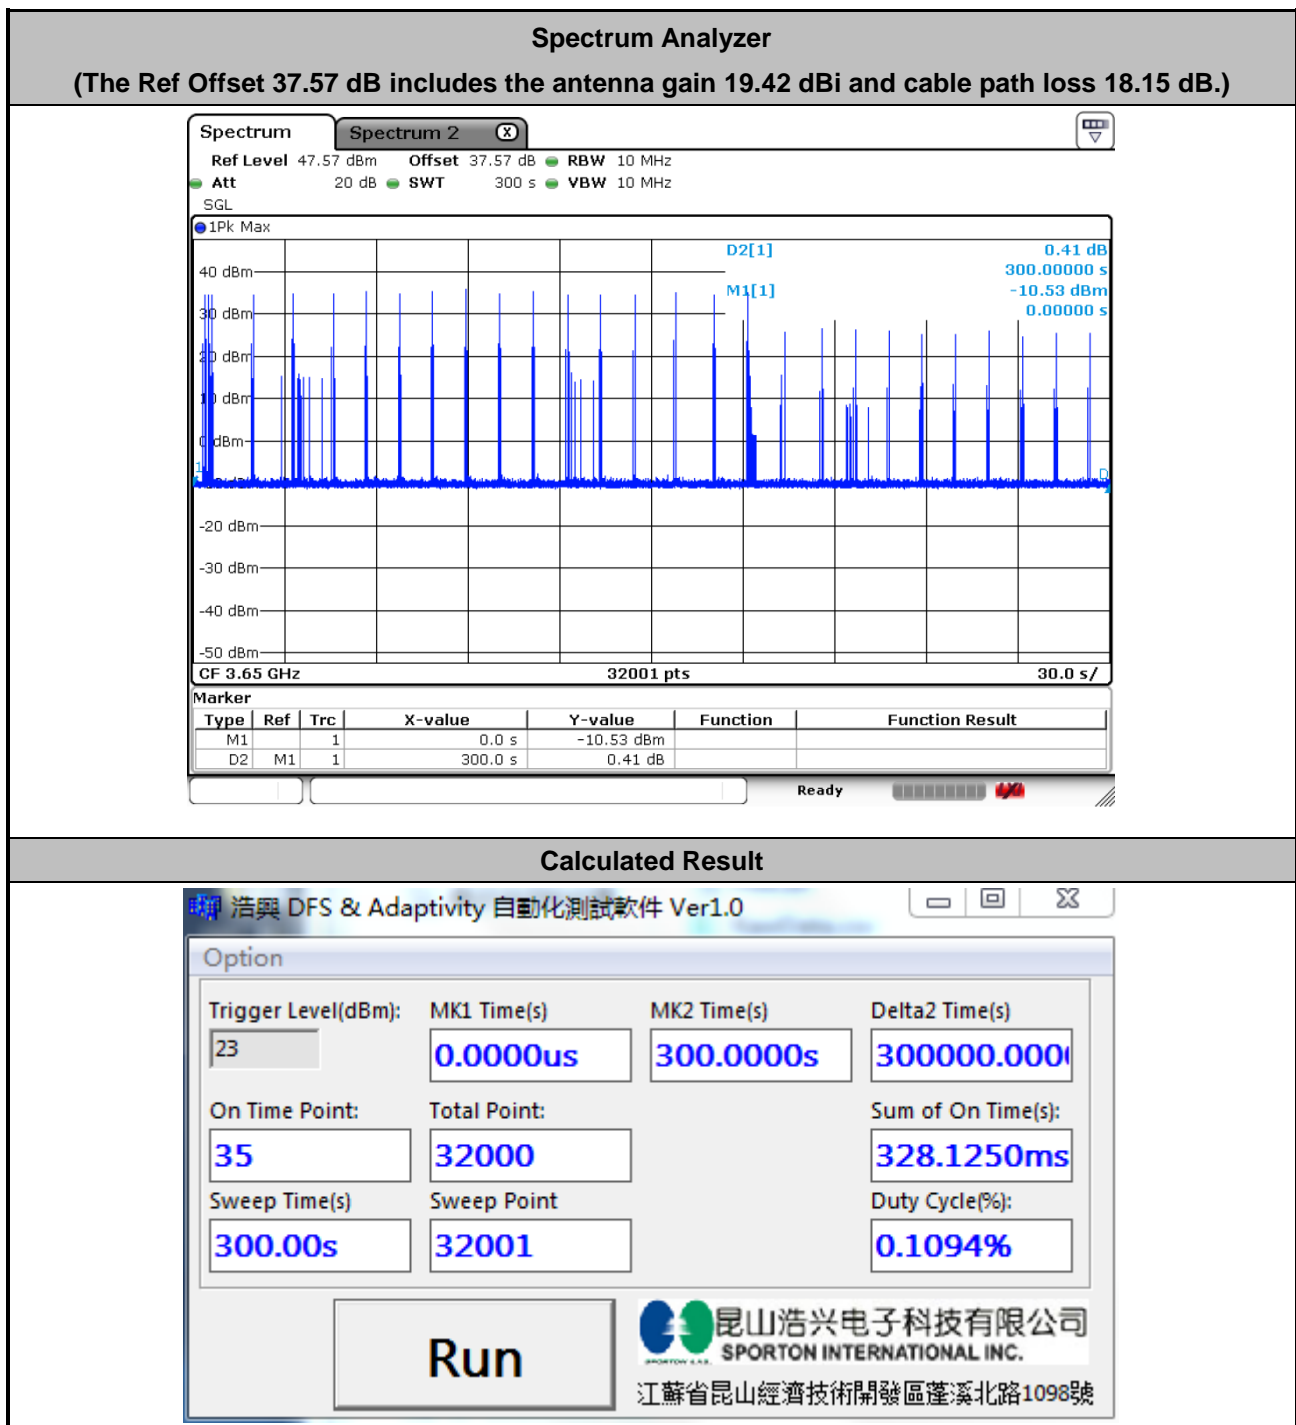 Spectrum Analyzer
(The Ref Offset 37.57 dB includes the antenna gain 19.42 dBi and cable path loss 18.15 dB.)
Spectrum Spectrum 2 X
Ref Level 47.57 dBm Offset 37.57 dB RBW 10 MHz
Att 20 dB SWT 300 s VBW 10 MHz
SGL
1Pk Max
D2[1] 0.41 dB
300.00000 s
M1[1] -10.53 dBm
0.00000 s
40 dBm
30 dBm
20 dBm
10 dBm
0 dBm
-20 dBm
-30 dBm
-40 dBm
-50 dBm
CF 3.65 GHz 32001 pts 30.0 s/
Marker
Type Ref Trc X-value Y-value Function Function Result
M1 1 0.0 s -10.53 dBm
D2 M1 1 300.0 s 0.41 dB
Ready
Calculated Result
浩興 DFS & Adaptivity 自動化測試軟件 Ver1.0
Option
Trigger Level(dBm): MK1 Time(s) MK2 Time(s) Delta2 Time(s)
23 0.0000us 300.0000s 300000.000
On Time Point: Total Point: Sum of On Time(s):
35 32000 328.1250ms
Sweep Time(s) Sweep Point Duty Cycle(%):
300.00s 32001 0.1094%
Run
昆山浩兴电子科技有限公司
SPORTON INTERNATIONAL INC.
江蘇省昆山經濟技術開發區蓬溪北路1098號